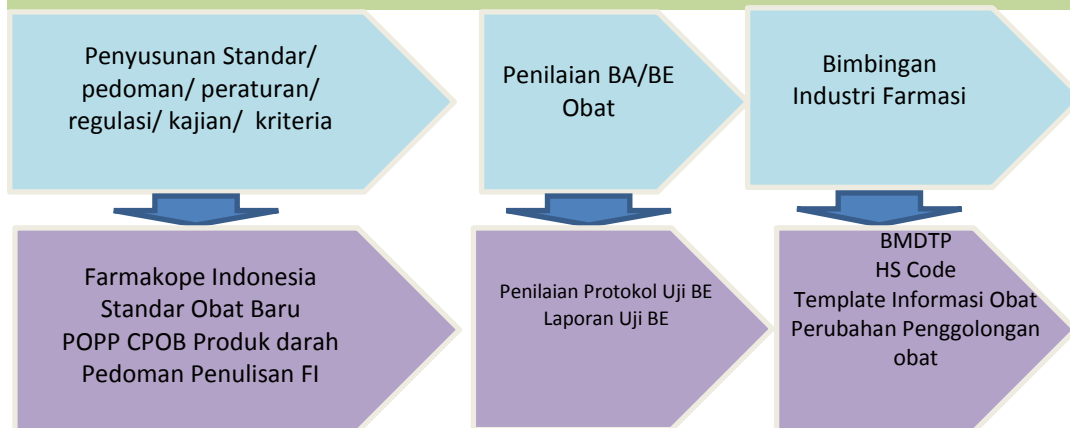 Penyusunan Standar/
pedoman/ peraturan/
regulasi/ kajian/ kriteria
Penilaian BA/BE
Obat
Bimbingan
Industri Farmasi
Farmakope Indonesia
Standar Obat Baru
POPP CPOB Produk darah
Pedoman Penulisan FI
Penilaian Protokol Uji BE
Laporan Uji BE
BMDTP
HS Code
Template Informasi Obat
Perubahan Penggolongan
obat